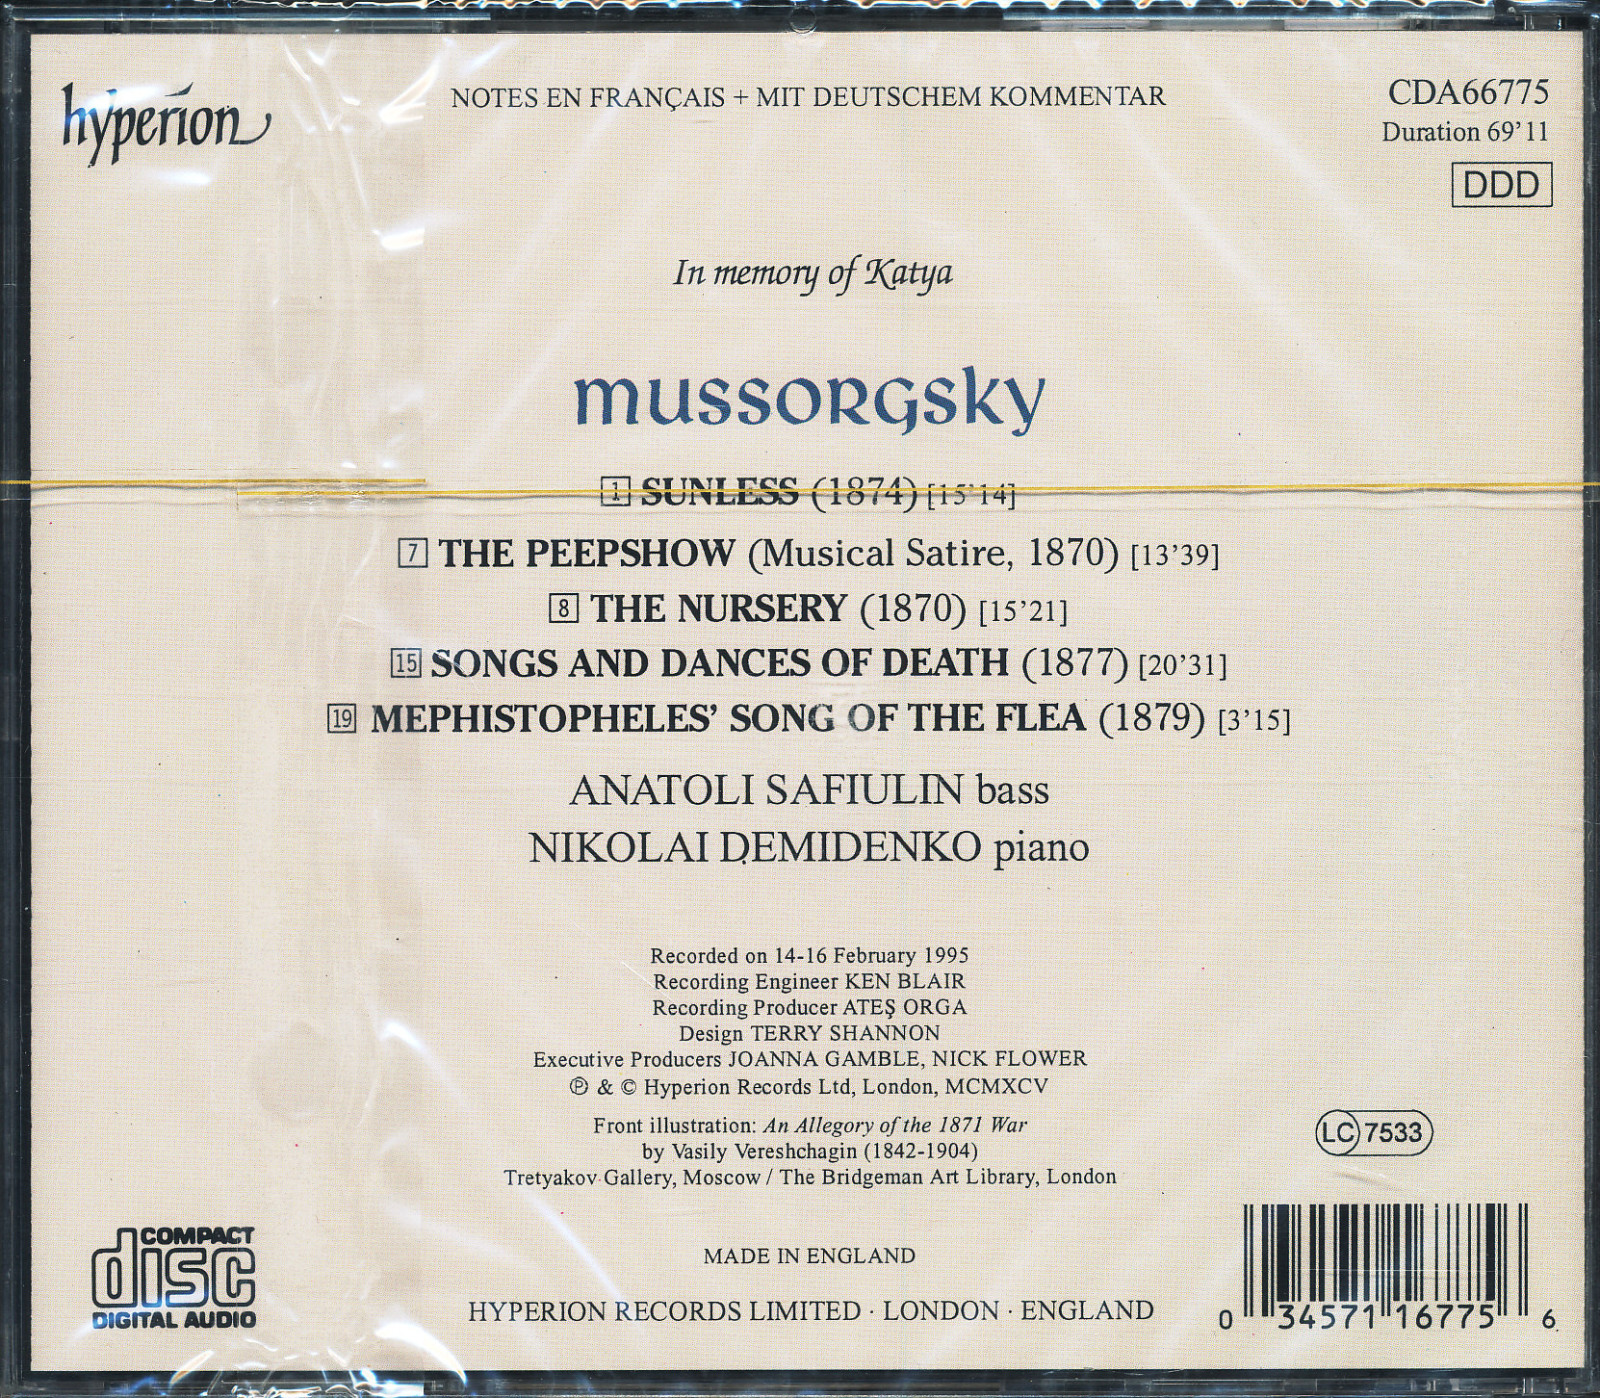 hyperion
NOTES EN FRANÇAIS + MIT DEUTSCHEM KOMMENTAR
CDA66775
Duration 69'11
DDD
In memory of Katya
mussorgsky
1 SUNLESS (1874) [15'14]
7 THE PEEPSHOW (Musical Satire, 1870) [13'39]
8 THE NURSERY (1870) [15'21]
15 SONGS AND DANCES OF DEATH (1877) [20'31]
19 MEPHISTOPHELES' SONG OF THE FLEA (1879) [3'15]
ANATOLI SAFIULIN bass
NIKOLAI DEMIDENKO piano
Recorded on 14-16 February 1995
Recording Engineer KEN BLAIR
Recording Producer ATEŞ ORGA
Design TERRY SHANNON
Executive Producers JOANNA GAMBLE, NICK FLOWER
℗ & © Hyperion Records Ltd, London, MCMXCV
Front illustration: An Allegory of the 1871 War
by Vasily Vereshchagin (1842-1904)
Tretyakov Gallery, Moscow / The Bridgeman Art Library, London
LC 7533
COMPACT
disc
DIGITAL AUDIO
MADE IN ENGLAND
HYPERION RECORDS LIMITED · LONDON · ENGLAND
0 34571 16775 6